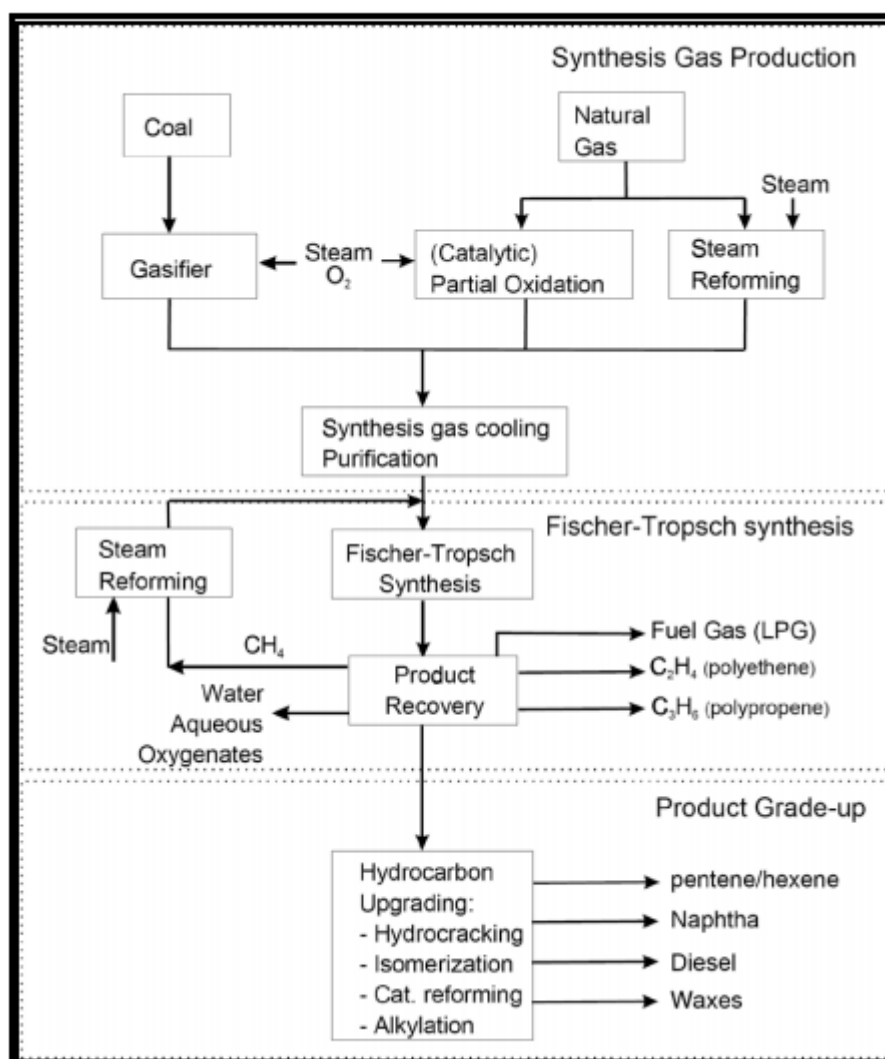 Synthesis Gas Production
Coal
Natural
Gas
Steam
Gasifier
Steam
O₂
(Catalytic)
Partial Oxidation
Steam
Reforming
Synthesis gas cooling
Purification
Fischer-Tropsch synthesis
Steam
Reforming
Fischer-Tropsch
Synthesis
Steam
CH₄
Product
Recovery
Fuel Gas (LPG)
C₂H₄ (polyethene)
C₃H₆ (polypropene)
Water
Aqueous
Oxygenates
Product Grade-up
Hydrocarbon
Upgrading:
- Hydrocracking
- Isomerization
- Cat. reforming
- Alkylation
pentene/hexene
Naphtha
Diesel
Waxes